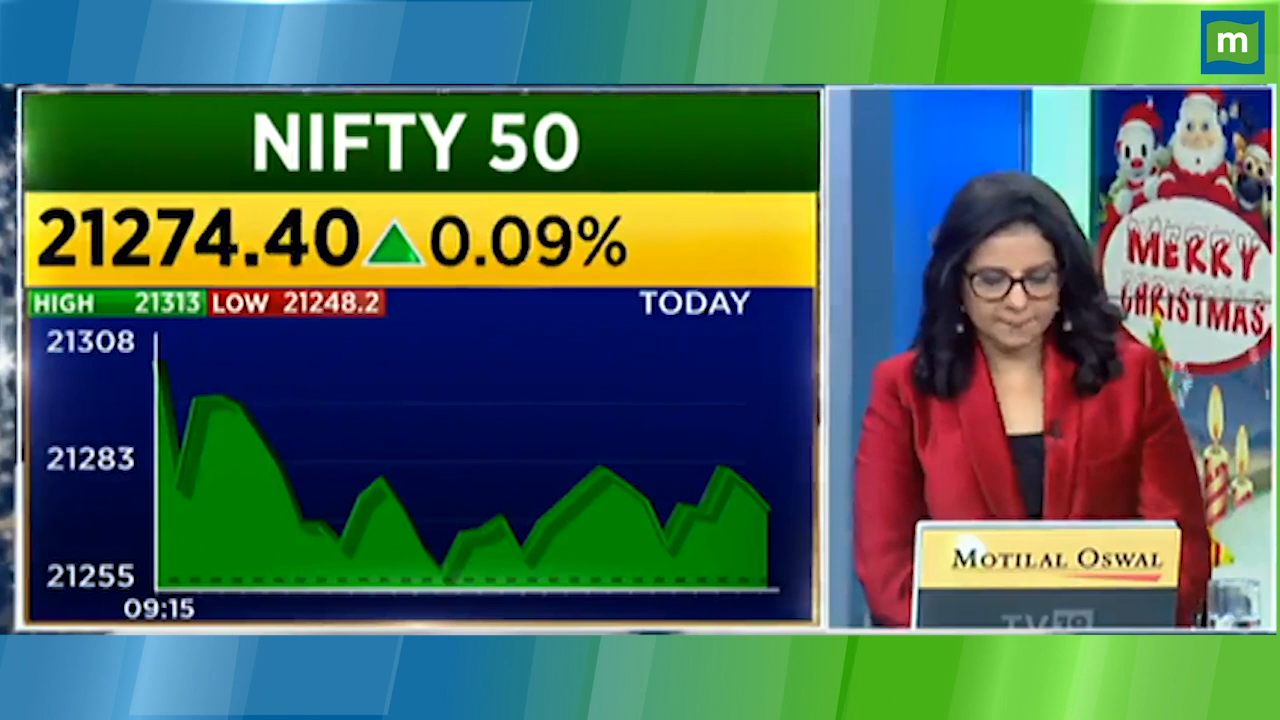 m
NIFTY 50
21274.40 ▲ 0.09%
HIGH 21313 LOW 21248.2 TODAY
21308
21283
21255
09:15
MERRY
CHRISTMAS
MOTILAL OSWAL
TV18